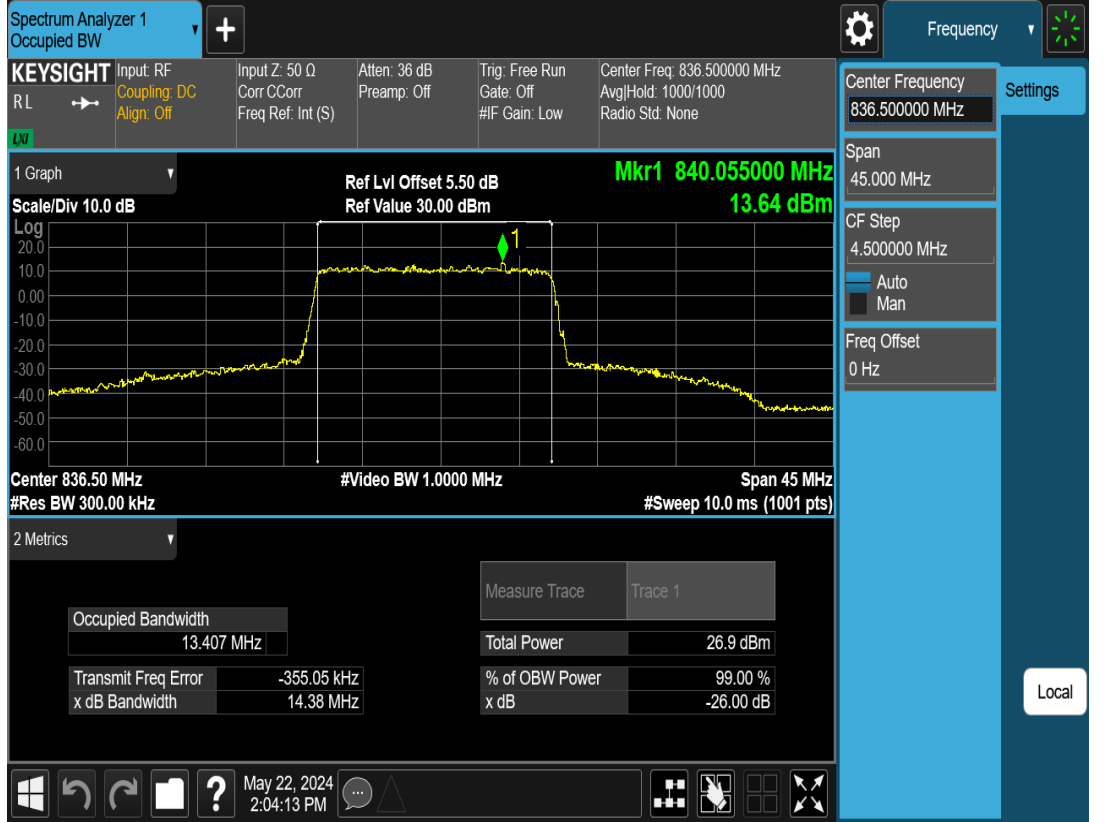 Spectrum Analyzer 1
Occupied BW
+
Frequency
KEYSIGHT
RL
LXI
Input: RF
Coupling: DC
Align: Off
Input Z: 50 Ω
Corr CCorr
Freq Ref: Int (S)
Atten: 36 dB
Preamp: Off
Trig: Free Run
Gate: Off
#IF Gain: Low
Center Freq: 836.500000 MHz
Avg|Hold: 1000/1000
Radio Std: None
Center Frequency
836.500000 MHz
Settings
Span
45.000 MHz
CF Step
4.500000 MHz
Auto
Man
Freq Offset
0 Hz
1 Graph
Scale/Div 10.0 dB
Ref Lvl Offset 5.50 dB
Ref Value 30.00 dBm
Mkr1 840.055000 MHz
13.64 dBm
Log
20.0
10.0
0.00
-10.0
-20.0
-30.0
-40.0
-50.0
-60.0
1
Center 836.50 MHz
#Video BW 1.0000 MHz
Span 45 MHz
#Res BW 300.00 kHz
#Sweep 10.0 ms (1001 pts)
2 Metrics
Measure Trace Trace 1
Occupied Bandwidth
13.407 MHz
Total Power 26.9 dBm
Transmit Freq Error -355.05 kHz
% of OBW Power 99.00 %
x dB Bandwidth 14.38 MHz
x dB -26.00 dB
Local
?
May 22, 2024
2:04:13 PM